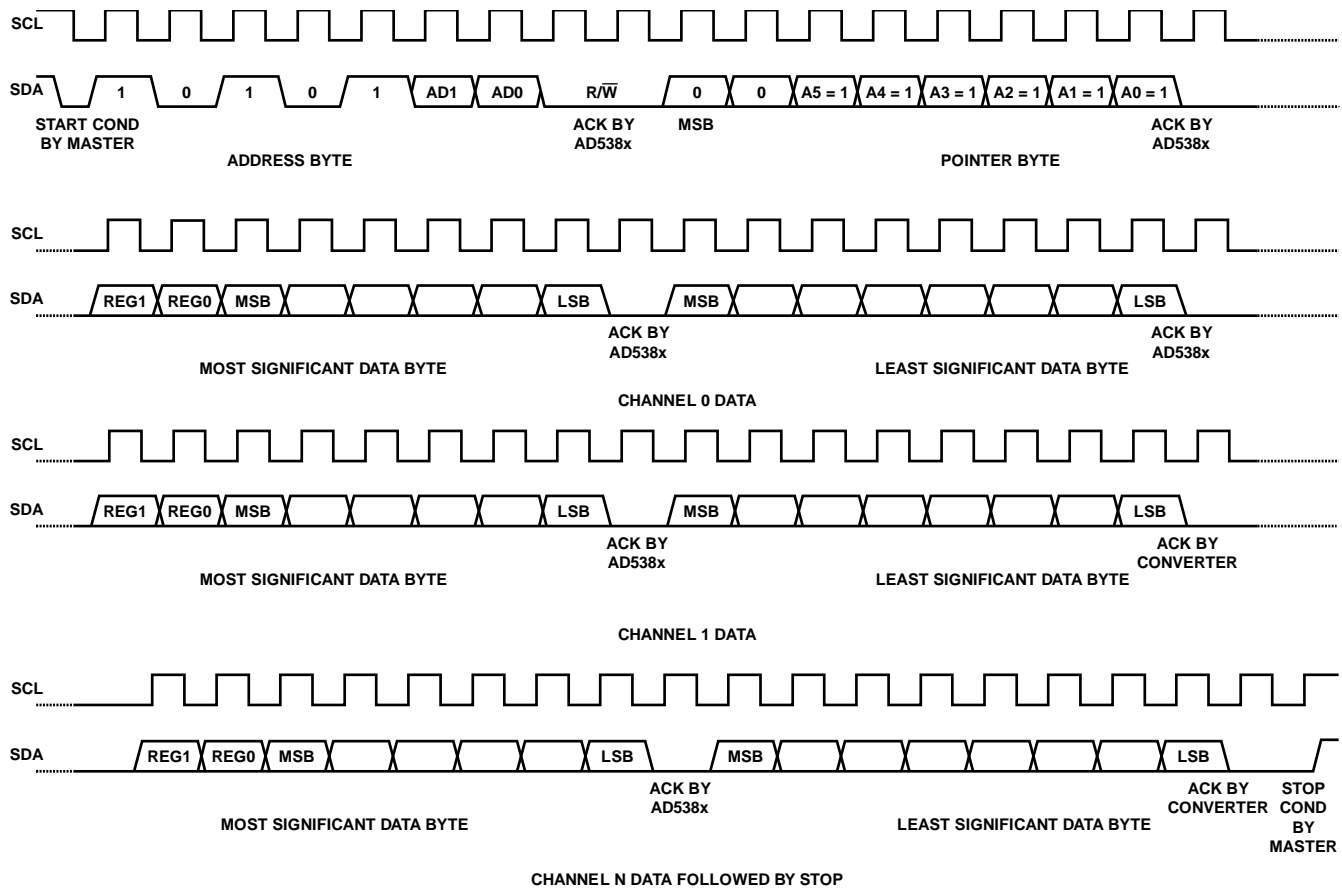 SCL
SDA 1 0 1 0 1 AD1 AD0 R/W̅ 0 0 A5 = 1 A4 = 1 A3 = 1 A2 = 1 A1 = 1 A0 = 1
START COND BY MASTER
ACK BY AD538x
MSB
ACK BY AD538x
ADDRESS BYTE
POINTER BYTE
SCL
SDA REG1 REG0 MSB LSB MSB LSB
ACK BY AD538x
ACK BY AD538x
MOST SIGNIFICANT DATA BYTE
LEAST SIGNIFICANT DATA BYTE
CHANNEL 0 DATA
SCL
SDA REG1 REG0 MSB LSB MSB LSB
ACK BY AD538x
ACK BY CONVERTER
MOST SIGNIFICANT DATA BYTE
LEAST SIGNIFICANT DATA BYTE
CHANNEL 1 DATA
SCL
SDA REG1 REG0 MSB LSB MSB LSB
ACK BY AD538x
ACK BY CONVERTER
STOP COND BY MASTER
MOST SIGNIFICANT DATA BYTE
LEAST SIGNIFICANT DATA BYTE
CHANNEL N DATA FOLLOWED BY STOP